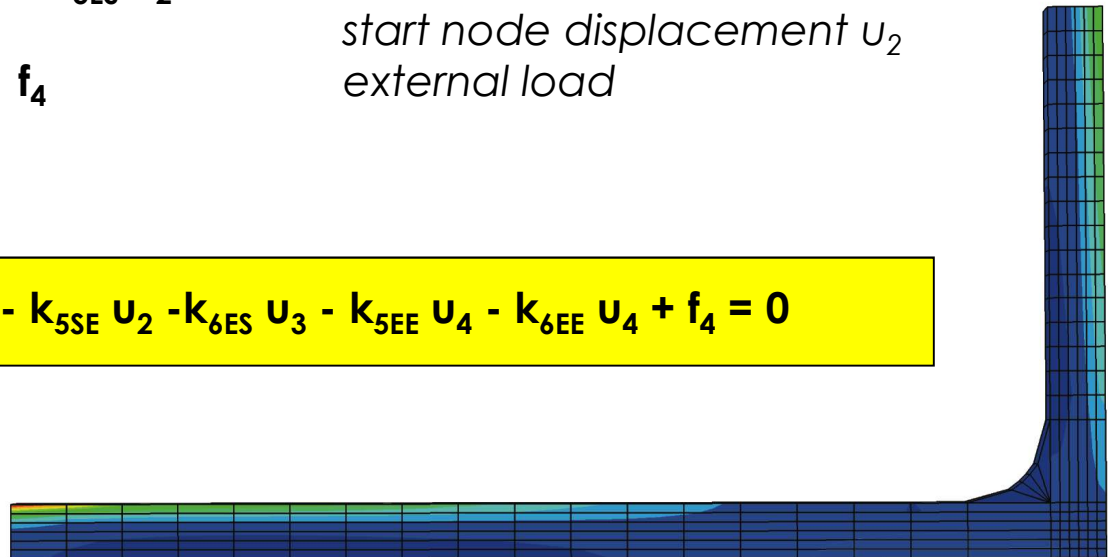 start node displacement u₂
f₄ external load
- k₅SE u₂ -k₆ES u₃ - k₅EE u₄ - k₆EE u₄ + f₄ = 0